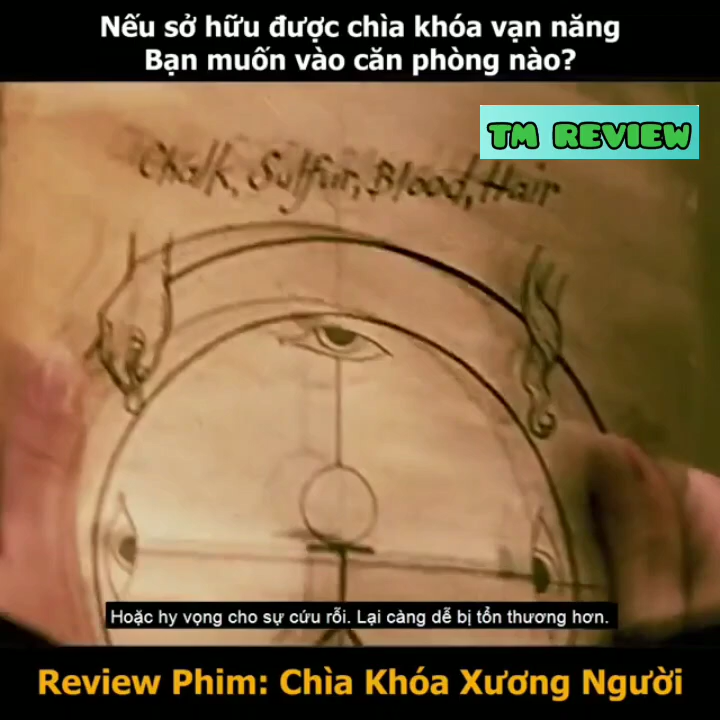 Nếu sở hữu được chìa khóa vạn năng
Bạn muốn vào căn phòng nào?
TM REVIEW
Chalk, Sulfur, Blood, Hair
Hoặc hy vọng cho sự cứu rỗi. Lại càng dễ bị tổn thương hơn.
Review Phim: Chìa Khóa Xương Người